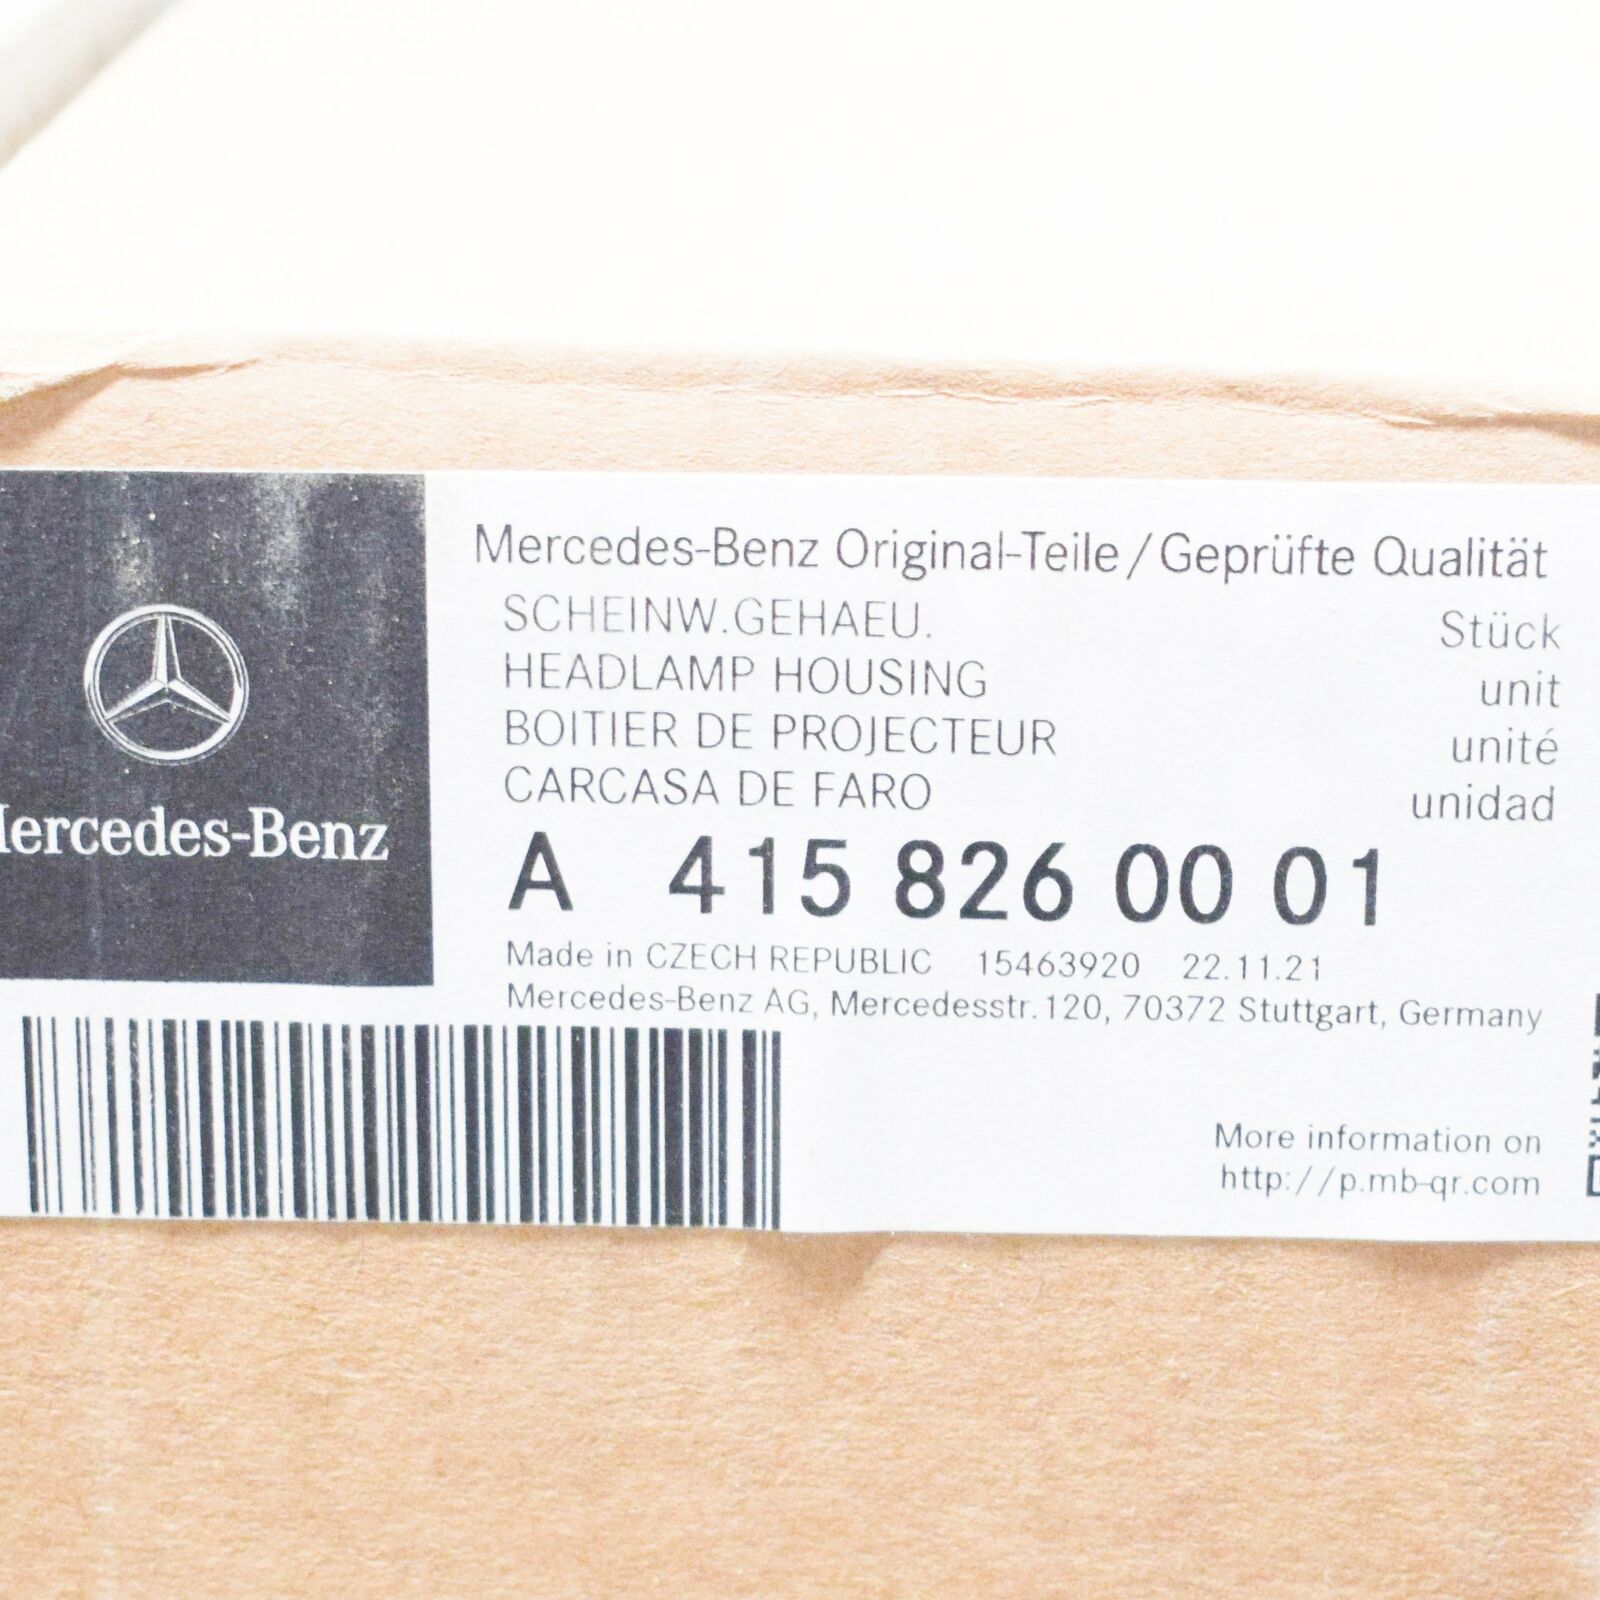 Mercedes-Benz Original-Teile/Geprüfte Qualität
SCHEINW.GEHAEU. Stück
HEADLAMP HOUSING unit
BOITIER DE PROJECTEUR unité
CARCASA DE FARO unidad
A 415 826 00 01
Made in CZECH REPUBLIC 15463920 22.11.21
Mercedes-Benz AG, Mercedesstr.120, 70372 Stuttgart, Germany
More information on
http://p.mb-qr.com
Mercedes-Benz